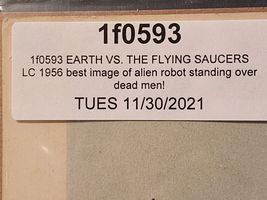 1f0593
1f0593 EARTH VS. THE FLYING SAUCERS
LC 1956 best image of alien robot standing over
dead men!
TUES 11/30/2021